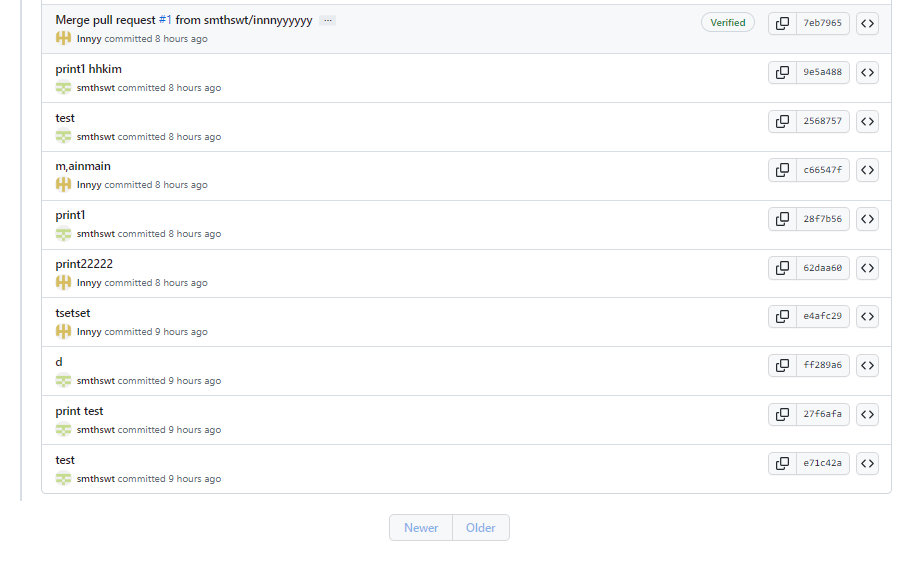 Merge pull request #1 from smthswt/innnyyyyyy ...
Verified
7eb7965
Innyy committed 8 hours ago
print1 hhkim
9e5a488
smthswt committed 8 hours ago
test
2568757
smthswt committed 8 hours ago
m,ainmain
c66547f
Innyy committed 8 hours ago
print1
28f7b56
smthswt committed 8 hours ago
print22222
62daa60
Innyy committed 8 hours ago
tsetset
e4afc29
Innyy committed 9 hours ago
d
ff289a6
smthswt committed 9 hours ago
print test
27f6afa
smthswt committed 9 hours ago
test
e71c42a
smthswt committed 9 hours ago
Newer Older